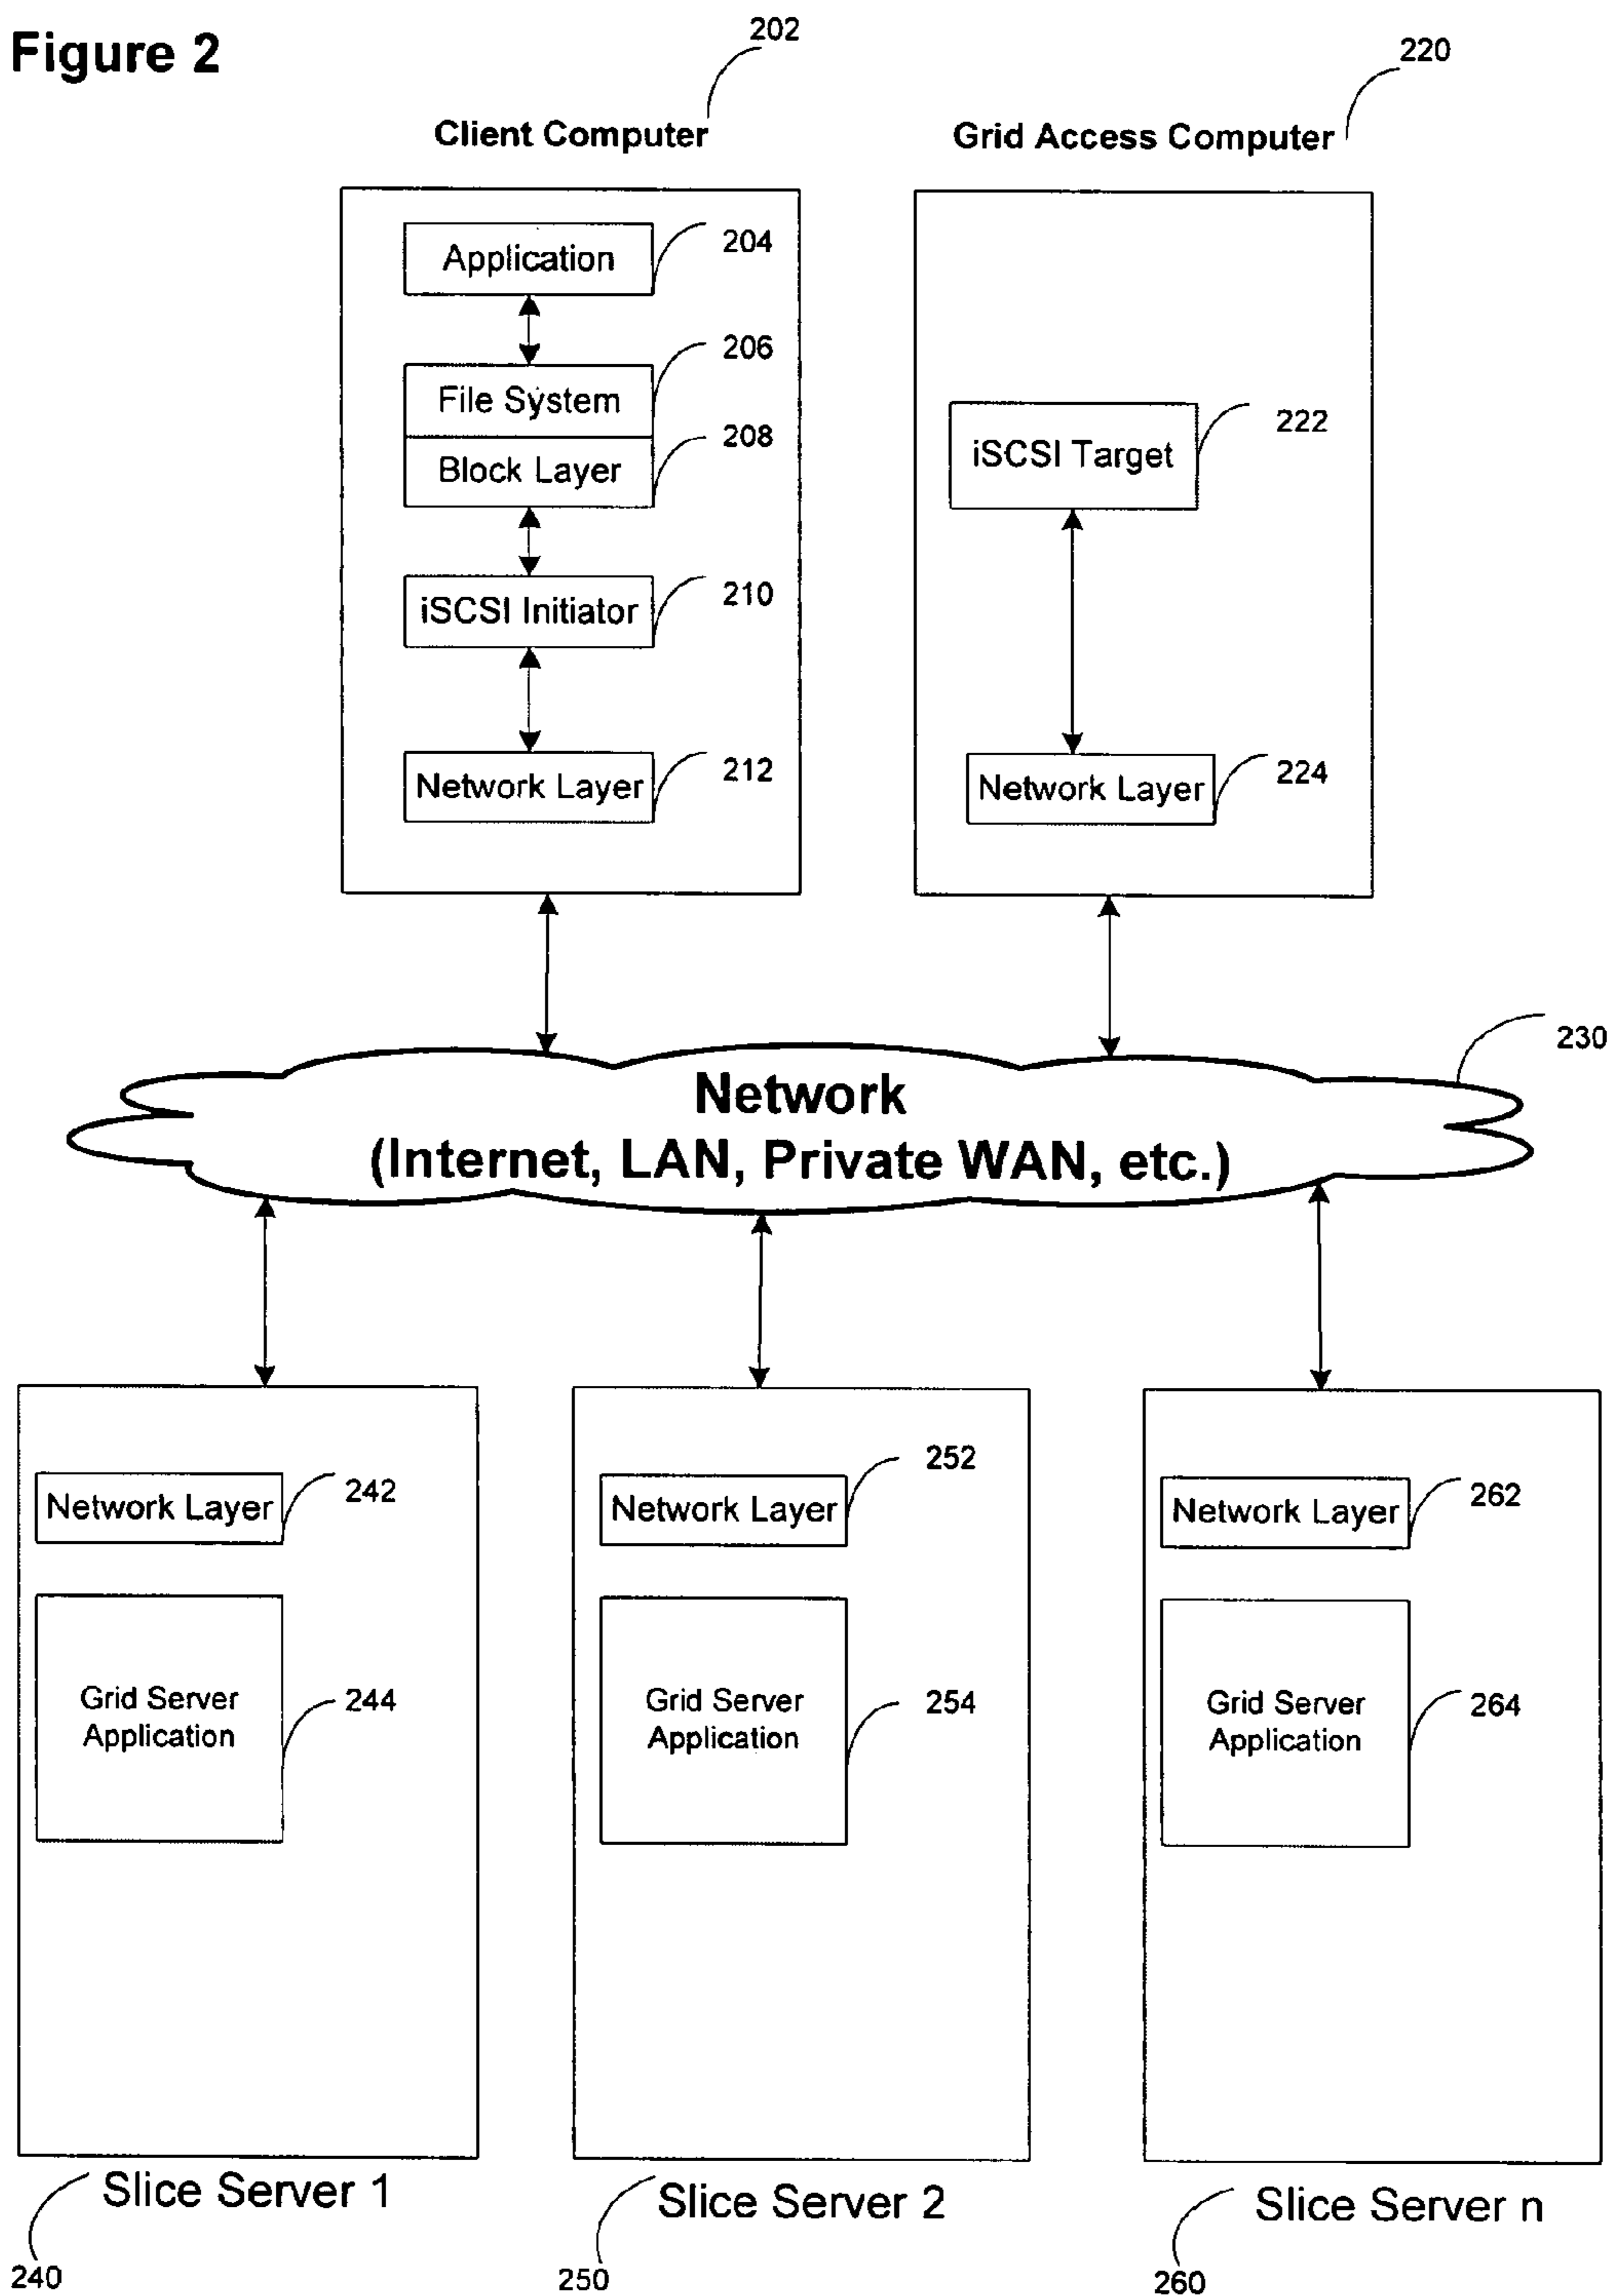 Figure 2
202
220
Client Computer
Grid Access Computer
Application
204
File System
206
Block Layer
208
iSCSI Initiator
210
Network Layer
212
iSCSI Target
222
Network Layer
224
230
Network
(Internet, LAN, Private WAN, etc.)
Network Layer
242
Grid Server
Application
244
Network Layer
252
Grid Server
Application
254
Network Layer
262
Grid Server
Application
264
Slice Server 1
240
Slice Server 2
250
Slice Server n
260